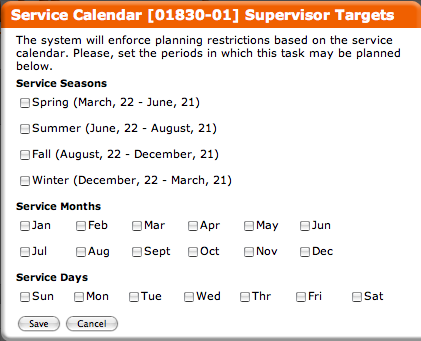 Service Calendar [01830-01] Supervisor Targets
The system will enforce planning restrictions based on the service
calendar. Please, set the periods in which this task may be planned
below.
Service Seasons
Spring (March, 22 - June, 21)
Summer (June, 22 - August, 21)
Fall (August, 22 - December, 21)
Winter (December, 22 - March, 21)
Service Months
Jan Feb Mar Apr May Jun
Jul Aug Sept Oct Nov Dec
Service Days
Sun Mon Tue Wed Thr Fri Sat
Save Cancel